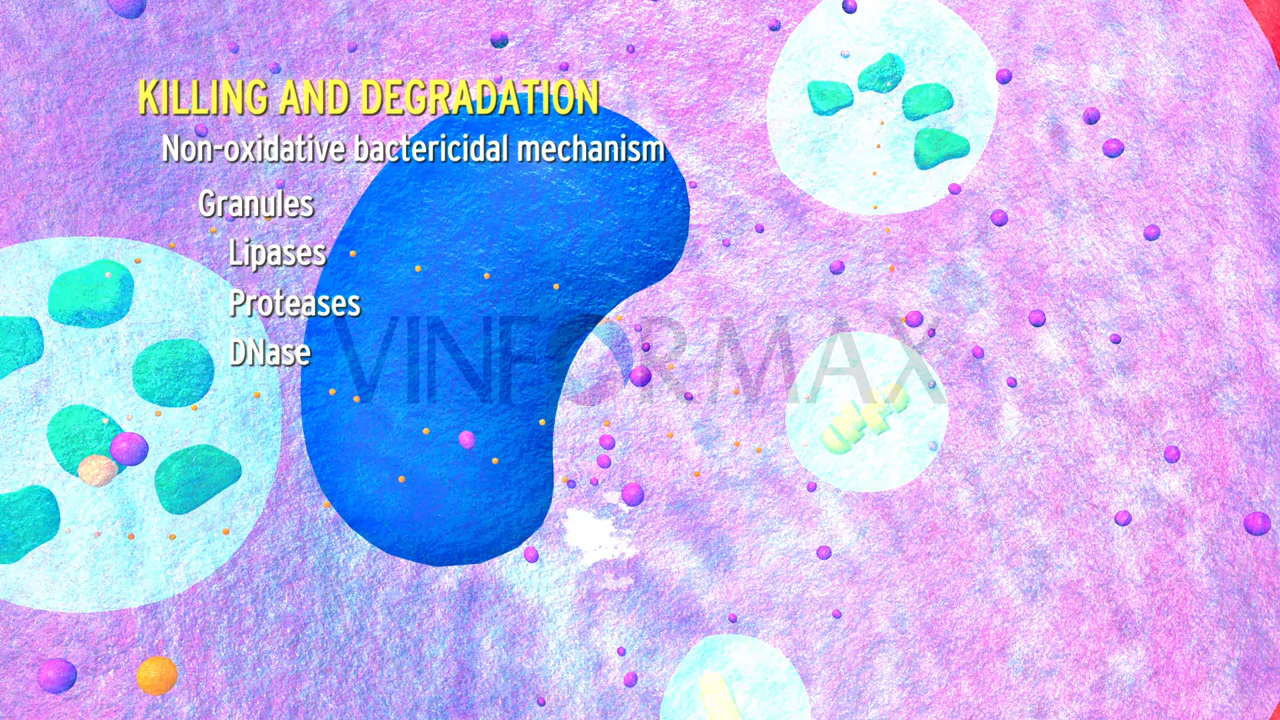 KILLING AND DEGRADATION
Non-oxidative bactericidal mechanism
Granules
Lipases
Proteases
DNase
VINFORMAX